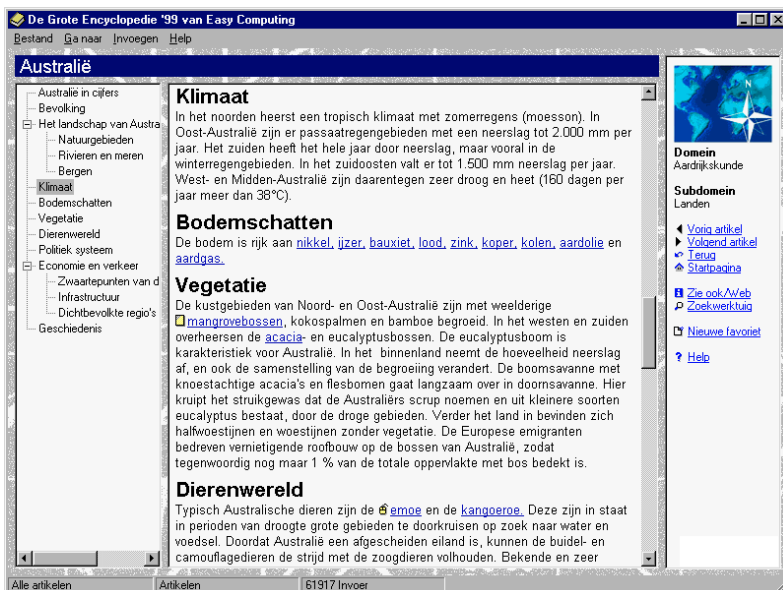 De Grote Encyclopedie '99 van Easy Computing
Bestand Ga naar Invoegen Help
Australië
Australië in cijfers
Bevolking
Het landschap van Austra
Natuurgebieden
Rivieren en meren
Bergen
Klimaat
Bodemschatten
Vegetatie
Dierenwereld
Politiek systeem
Economie en verkeer
Zwaartepunten van d
Infrastructuur
Dichtbevolkte regio's
Geschiedenis
Klimaat
In het noorden heerst een tropisch klimaat met zomerregens (moesson). In
Oost-Australië zijn er passaatregengebieden met een neerslag tot 2.000 mm per
jaar. Het zuiden heeft het hele jaar door neerslag, maar vooral in de
winterregengebieden. In het zuidoosten valt er tot 1.500 mm neerslag per jaar.
West- en Midden-Australië zijn daarentegen zeer droog en heet (160 dagen per
jaar meer dan 38°C).
Bodemschatten
De bodem is rijk aan nikkel, ijzer, bauxiet, lood, zink, koper, kolen, aardolie en
aardgas.
Vegetatie
De kustgebieden van Noord- en Oost-Australië zijn met weelderige
mangrovebossen, kokospalmen en bamboe begroeid. In het westen en zuiden
overheersen de acacia- en eucalyptusbossen. De eucalyptusboom is
karakteristiek voor Australië. In het binnenland neemt de hoeveelheid neerslag
af, en ook de samenstelling van de begroeiing verandert. De boomsavanne met
knoestachtige acacia's en flesbomen gaat langzaam over in doornsavanne. Hier
kruipt het struikgewas dat de Australiërs scrup noemen en uit kleinere soorten
eucalyptus bestaat, door de droge gebieden. Verder het land in bevinden zich
halfwoestijnen en woestijnen zonder vegetatie. De Europese emigranten
bedreven vernietigende roofbouw op de bossen van Australië, zodat
tegenwoordig nog maar 1 % van de totale oppervlakte met bos bedekt is.
Dierenwereld
Typisch Australische dieren zijn de emoe en de kangoeroe. Deze zijn in staat
in perioden van droogte grote gebieden te doorkruisen op zoek naar water en
voedsel. Doordat Australië een afgescheiden eiland is, kunnen de buidel- en
camouflagedieren de strijd met de zoogdieren volhouden. Bekende en zeer
N
Domein
Aardrijkskunde
Subdomein
Landen
Vorig artikel
Volgend artikel
Terug
Startpagina
Zie ook/Web
Zoekwerktuig
Nieuwe favoriet
? Help
Alle artikelen Artikelen 61917 Invoer